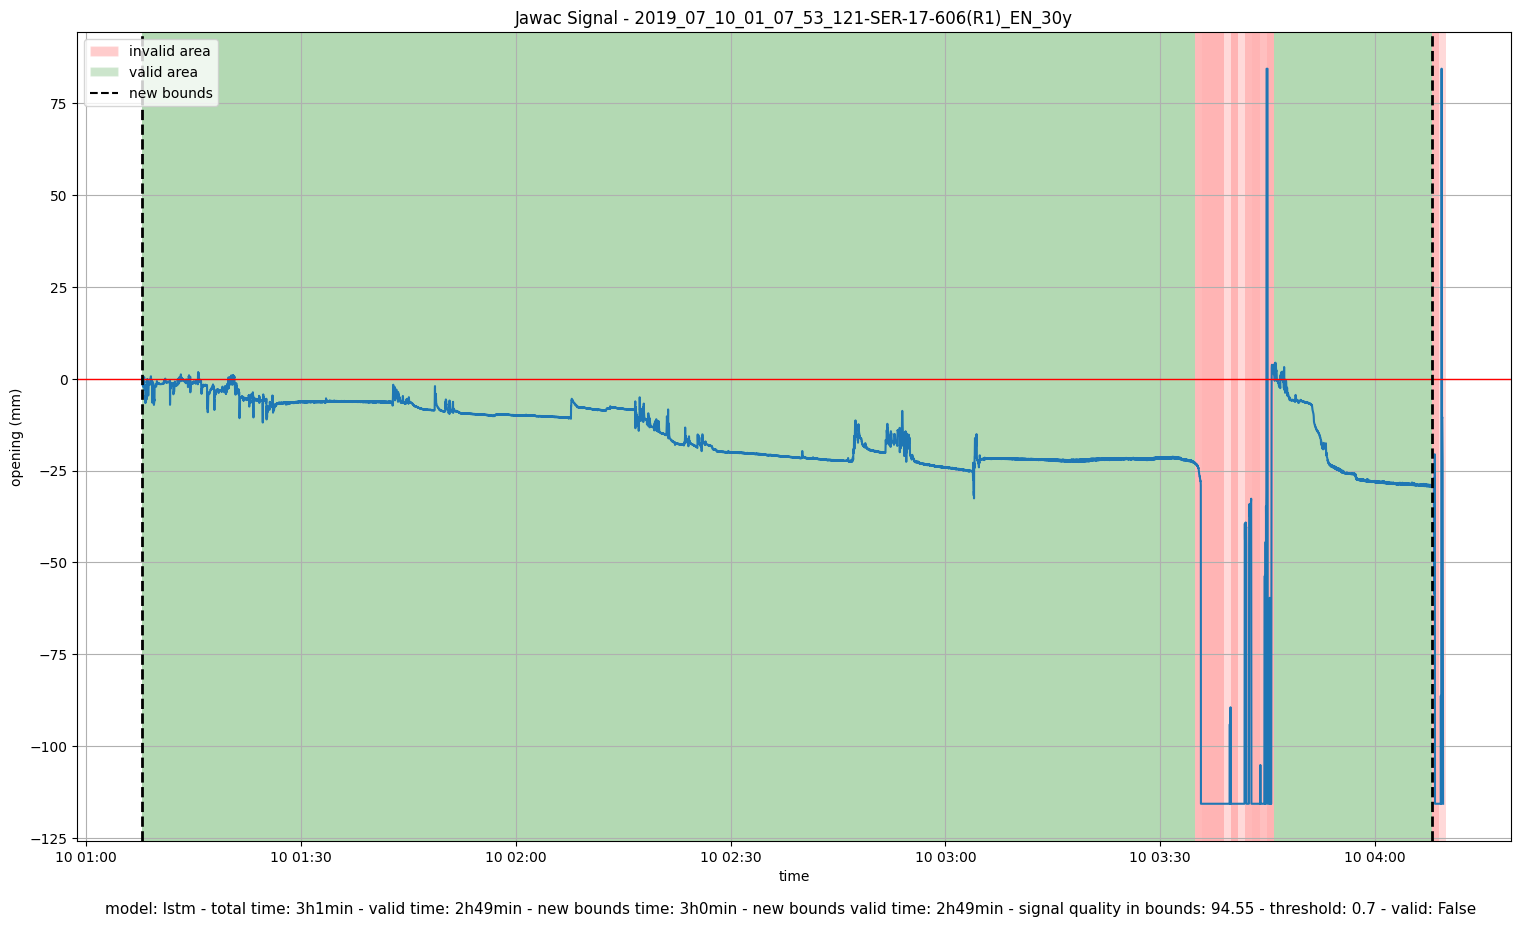 Jawac Signal - 2019_07_10_01_07_53_121-SER-17-606(R1)_EN_30y
invalid area
valid area
new bounds
75
50
25
0
−25
−50
−75
−100
−125
opening (mm)
10 01:00
10 01:30
10 02:00
10 02:30
10 03:00
10 03:30
10 04:00
time
model: lstm - total time: 3h1min - valid time: 2h49min - new bounds time: 3h0min - new bounds valid time: 2h49min - signal quality in bounds: 94.55 - threshold: 0.7 - valid: False